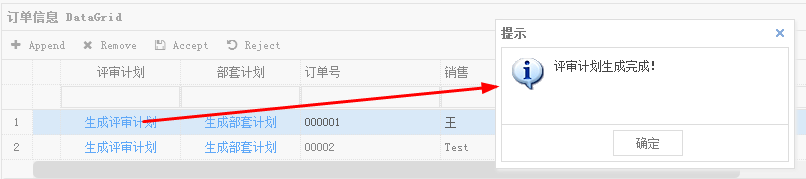 订单信息 DataGrid
Append Remove Accept Reject
评审计划 部套计划 订单号 销售
1 生成评审计划 生成部套计划 000001 王
2 生成评审计划 生成部套计划 00002 Test
提示
评审计划生成完成!
确定